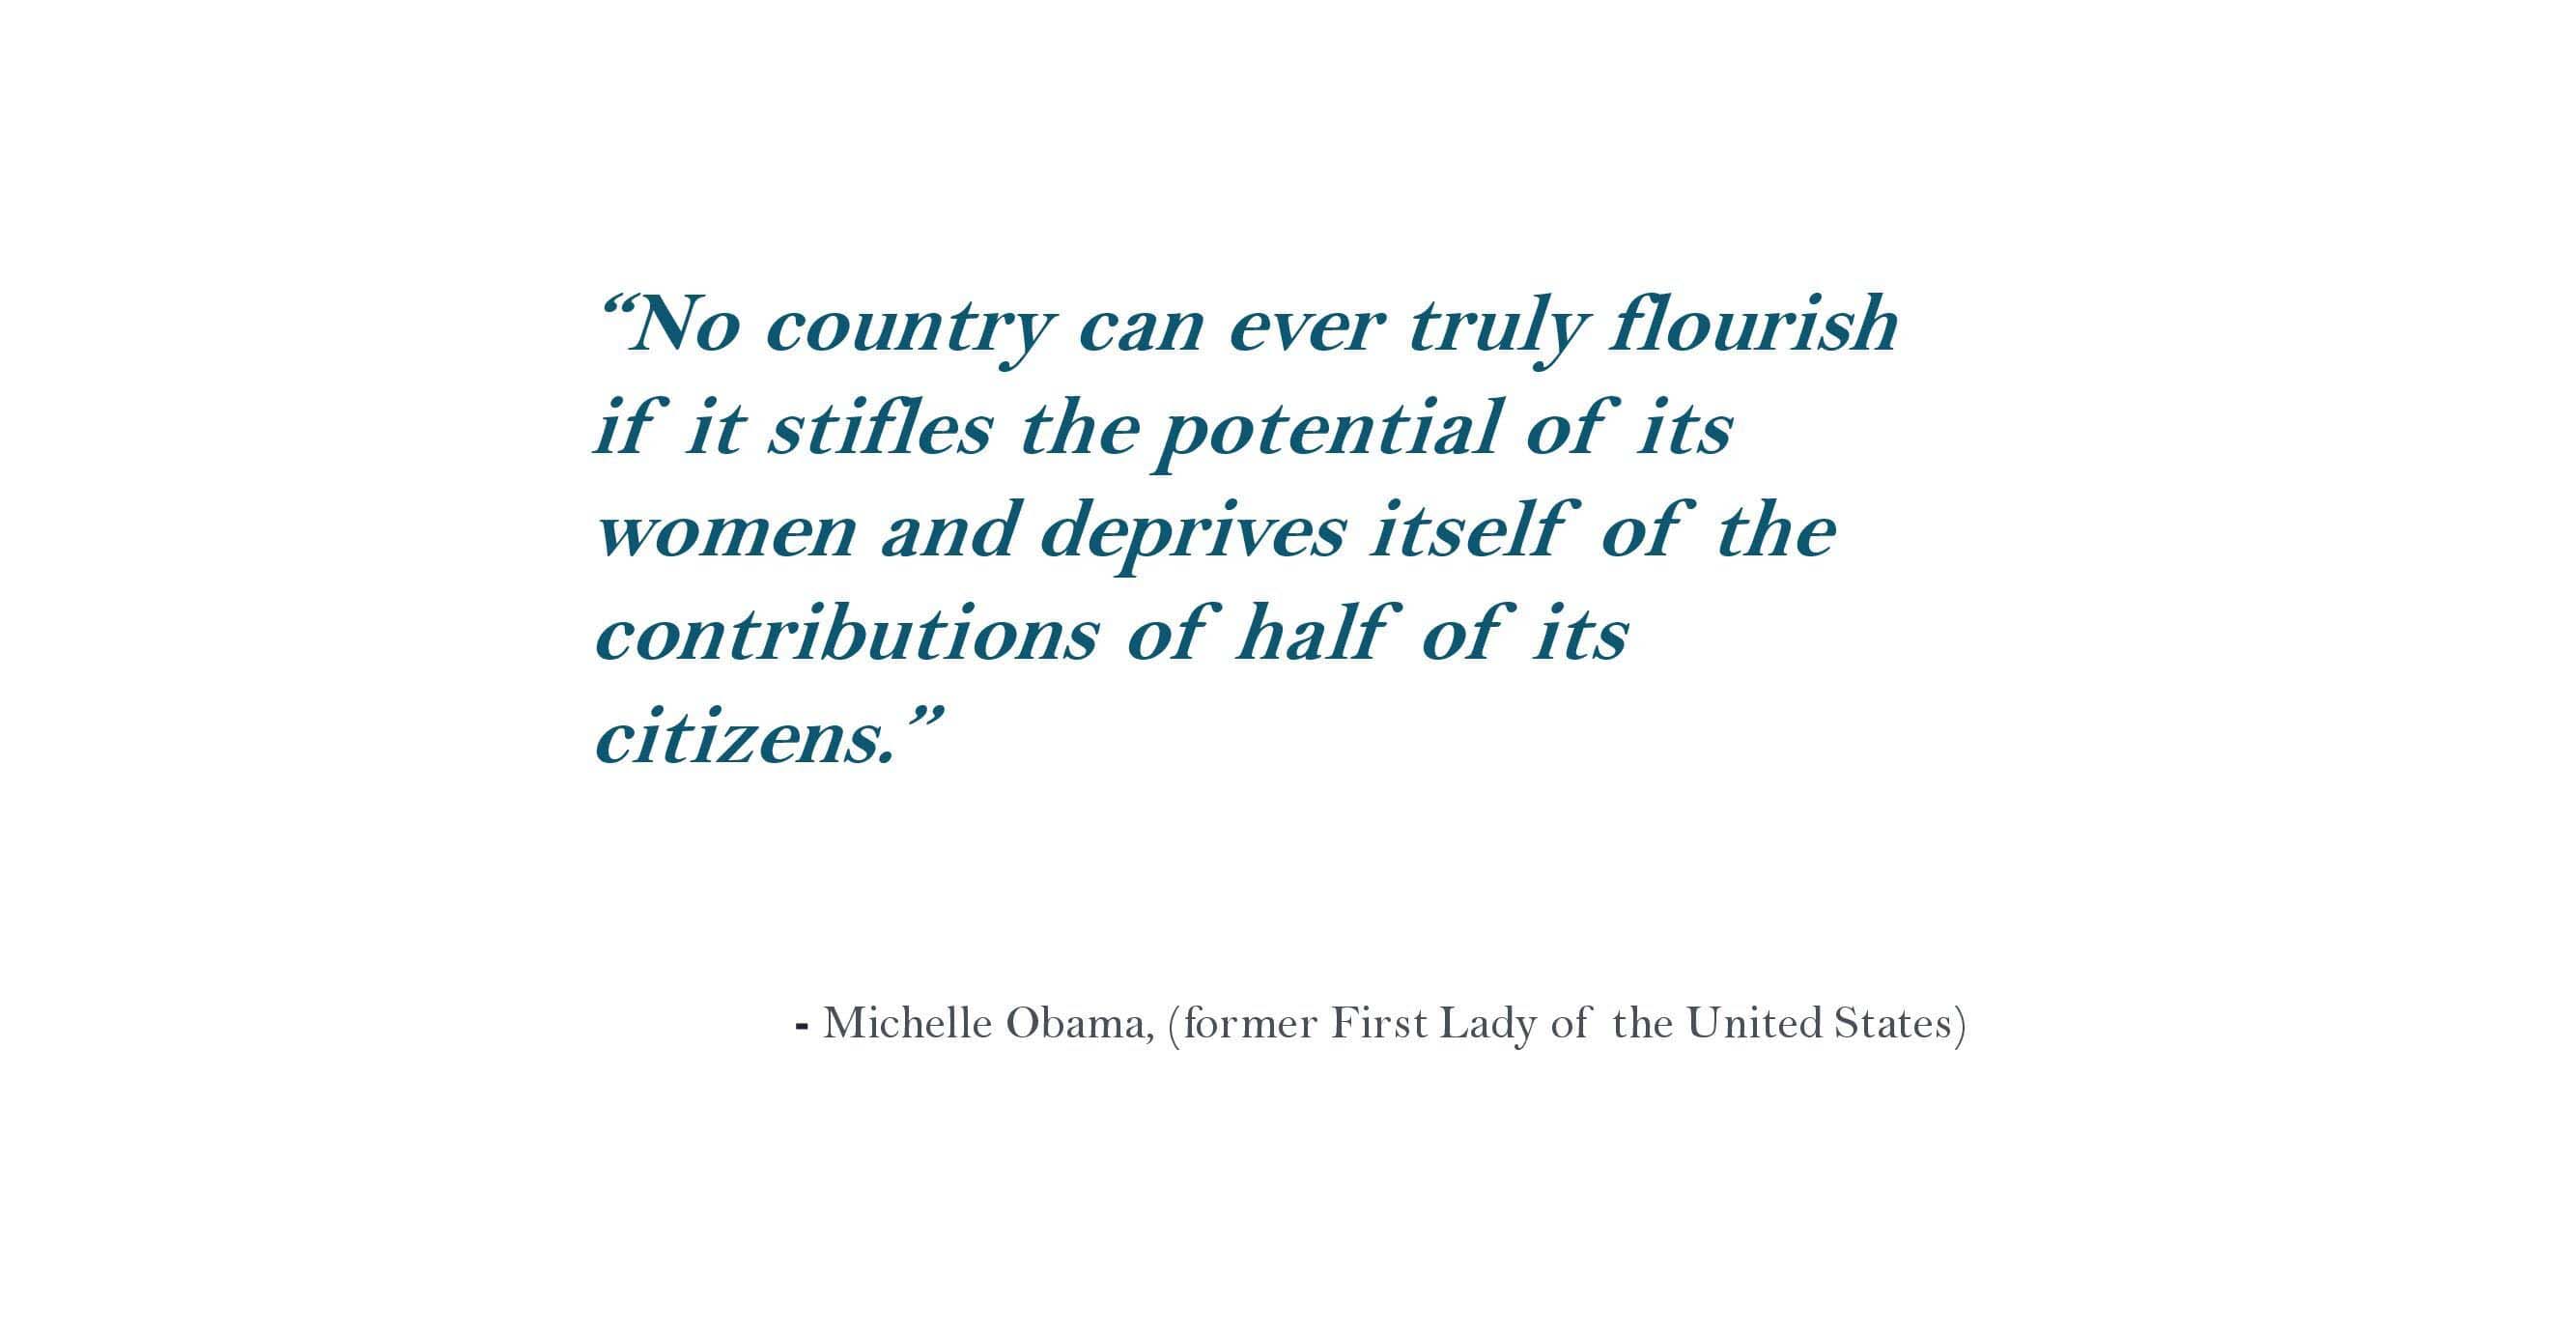 “No country can ever truly flourish
if it stifles the potential of its
women and deprives itself of the
contributions of half of its
citizens.”
- Michelle Obama, (former First Lady of the United States)